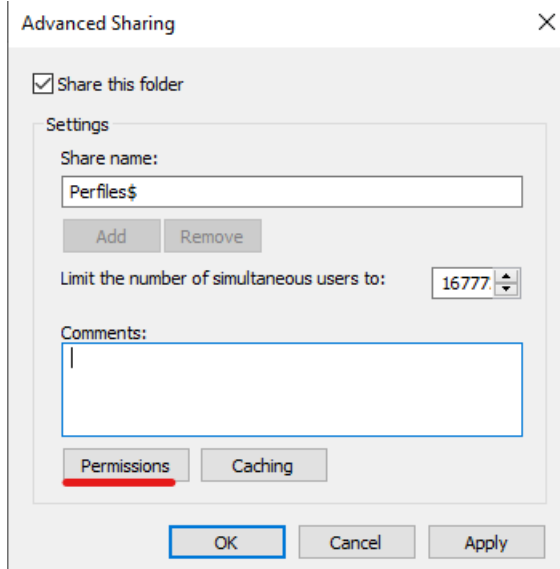 Advanced Sharing
Share this folder
Settings
Share name:
Perfiles$
Add Remove
Limit the number of simultaneous users to: 16777
Comments:
Permissions Caching
OK Cancel Apply